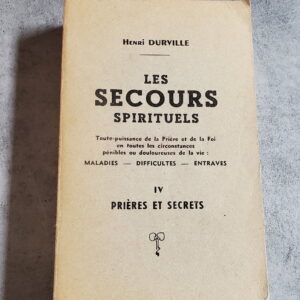 Henri DURVILLE
LES
SECOURS
SPIRITUELS
Toute-puissance de la Prière et de la Foi
en toutes les circonstances
pénibles ou douloureuses de la vie :
MALADIES — DIFFICULTES — ENTRAVES
IV
PRIÈRES ET SECRETS